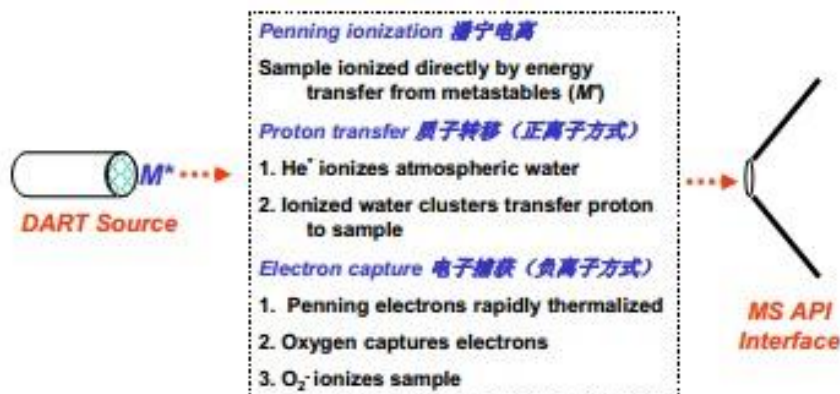 Penning ionization 潘宁电离
Sample ionized directly by energy
transfer from metastables (M*)
Proton transfer 质子转移（正离子方式）
1. He* ionizes atmospheric water
2. Ionized water clusters transfer proton
to sample
Electron capture 电子捕获（负离子方式）
1. Penning electrons rapidly thermalized
2. Oxygen captures electrons
3. O₂⁻ ionizes sample
M*
DART Source
MS API
Interface